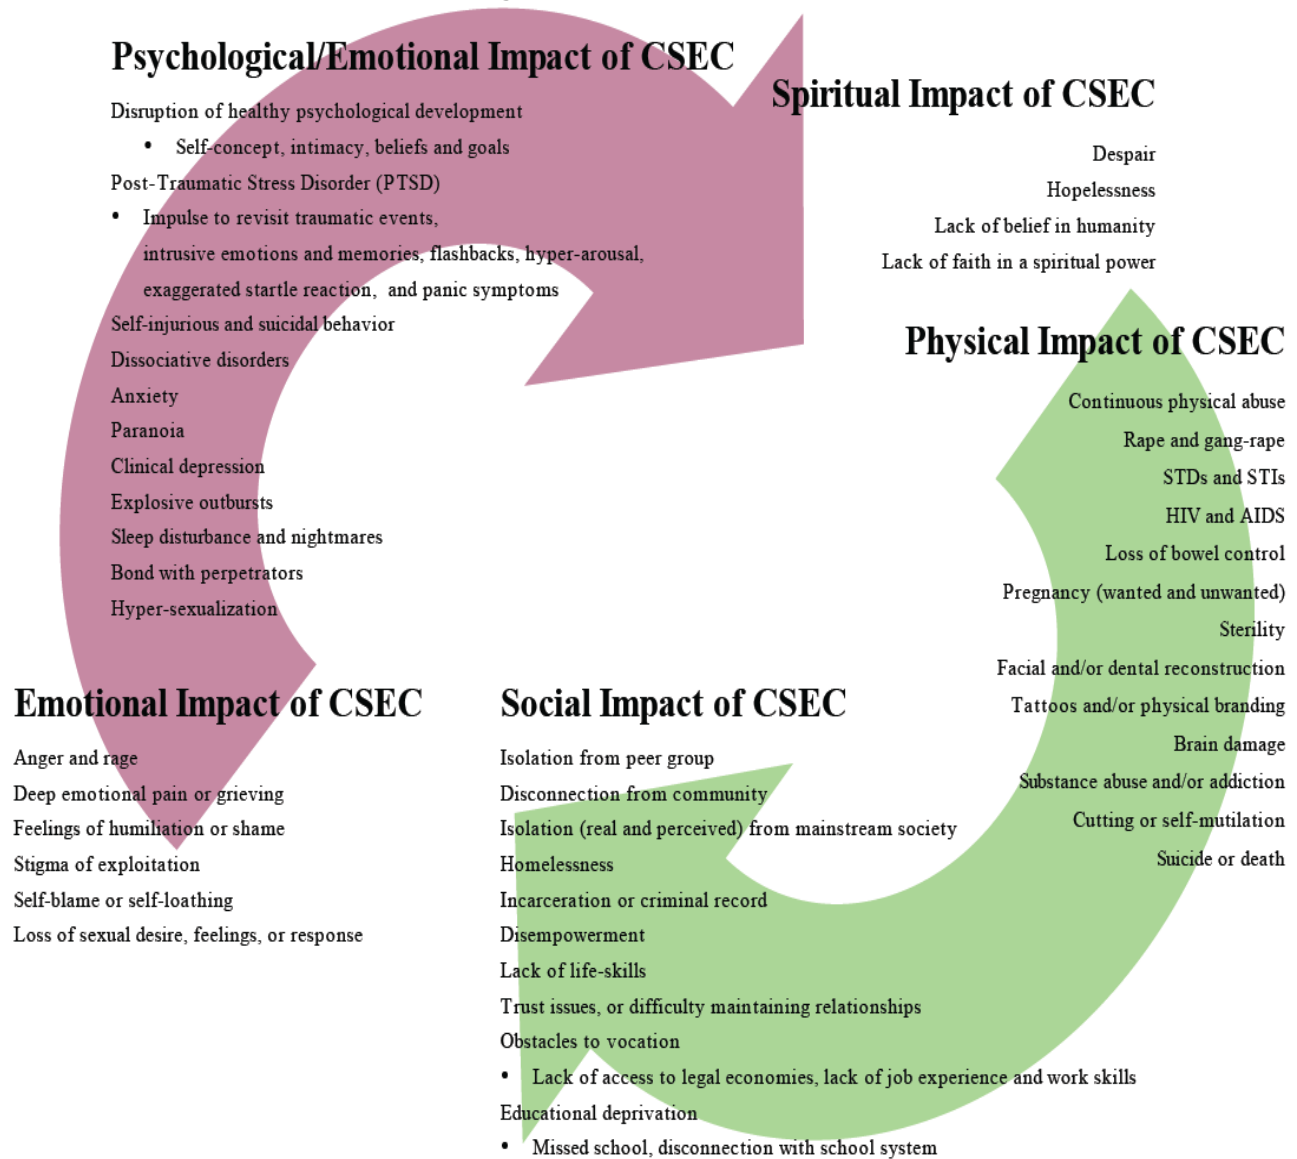 Psychological/Emotional Impact of CSEC
Disruption of healthy psychological development
• Self-concept, intimacy, beliefs and goals
Post-Traumatic Stress Disorder (PTSD)
• Impulse to revisit traumatic events,
intrusive emotions and memories, flashbacks, hyper-arousal,
exaggerated startle reaction, and panic symptoms
Self-injurious and suicidal behavior
Dissociative disorders
Anxiety
Paranoia
Clinical depression
Explosive outbursts
Sleep disturbance and nightmares
Bond with perpetrators
Hyper-sexualization
Spiritual Impact of CSEC
Despair
Hopelessness
Lack of belief in humanity
Lack of faith in a spiritual power
Physical Impact of CSEC
Continuous physical abuse
Rape and gang-rape
STDs and STIs
HIV and AIDS
Loss of bowel control
Pregnancy (wanted and unwanted)
Sterility
Facial and/or dental reconstruction
Tattoos and/or physical branding
Brain damage
Substance abuse and/or addiction
Cutting or self-mutilation
Suicide or death
Emotional Impact of CSEC
Anger and rage
Deep emotional pain or grieving
Feelings of humiliation or shame
Stigma of exploitation
Self-blame or self-loathing
Loss of sexual desire, feelings, or response
Social Impact of CSEC
Isolation from peer group
Disconnection from community
Isolation (real and perceived) from mainstream society
Homelessness
Incarceration or criminal record
Disempowerment
Lack of life-skills
Trust issues, or difficulty maintaining relationships
Obstacles to vocation
• Lack of access to legal economies, lack of job experience and work skills
Educational deprivation
• Missed school, disconnection with school system